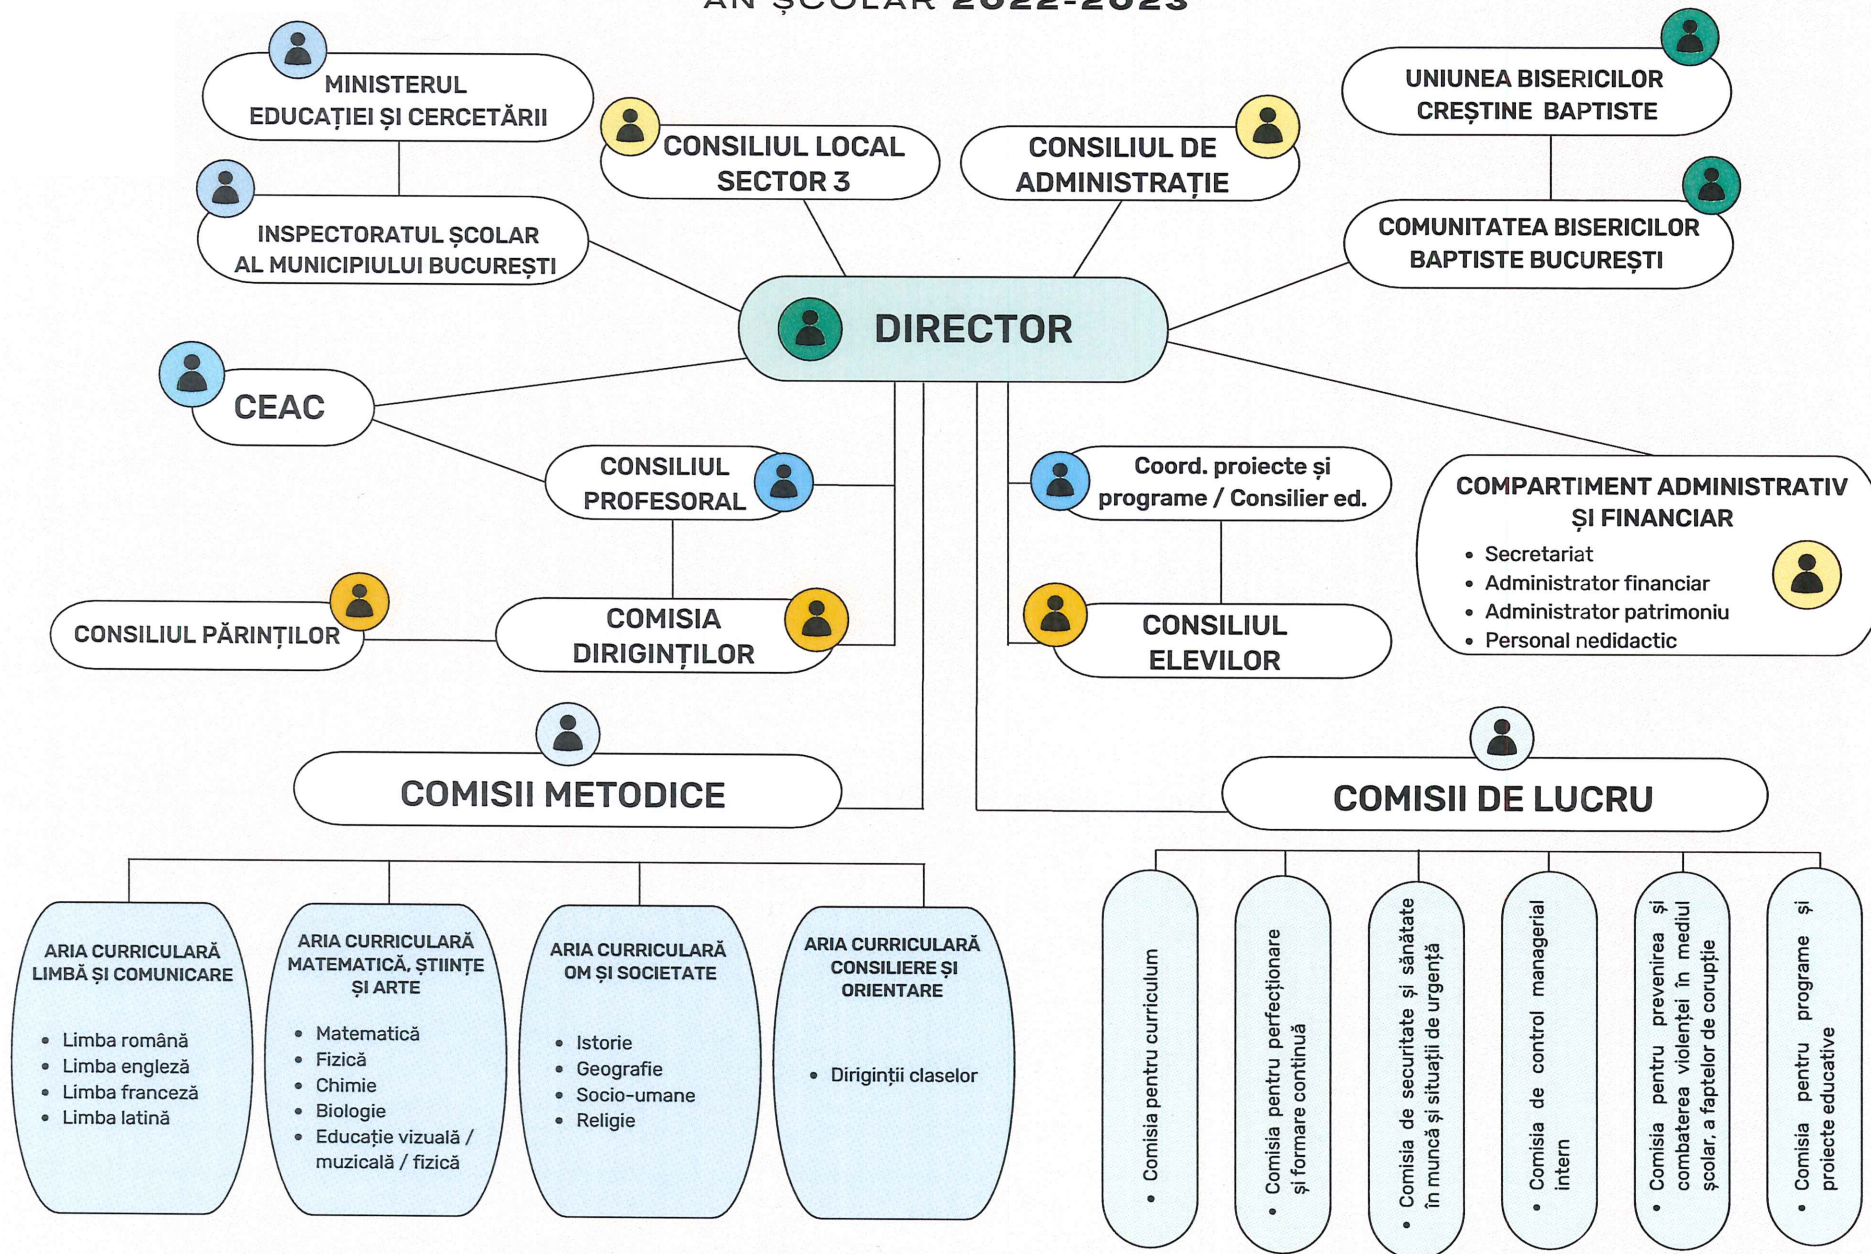 AN ȘCOLAR 2022-2023
MINISTERUL
EDUCAȚIEI ȘI CERCETĂRII
CONSILIUL LOCAL
SECTOR 3
CONSILIUL DE
ADMINISTRAȚIE
UNIUNEA BISERICILOR
CREȘTINE BAPTISTE
INSPECTORATUL ȘCOLAR
AL MUNICIPIULUI BUCUREȘTI
COMUNITATEA BISERICILOR
BAPTISTE BUCUREȘTI
DIRECTOR
CEAC
CONSILIUL
PROFESORAL
Coord. proiecte și
programe / Consilier ed.
COMPARTIMENT ADMINISTRATIV
ȘI FINANCIAR
• Secretariat
• Administrator financiar
• Administrator patrimoniu
• Personal nedidactic
CONSILIUL PĂRINȚILOR
COMISIA
DIRIGINȚILOR
CONSILIUL
ELEVILOR
COMISII METODICE
COMISII DE LUCRU
ARIA CURRICULARĂ
LIMBĂ ȘI COMUNICARE
• Limba română
• Limba engleză
• Limba franceză
• Limba latină
ARIA CURRICULARĂ
MATEMATICĂ, ȘTIINȚE
ȘI ARTE
• Matematică
• Fizică
• Chimie
• Biologie
• Educație vizuală /
muzicală / fizică
ARIA CURRICULARĂ
OM ȘI SOCIETATE
• Istorie
• Geografie
• Socio-umane
• Religie
ARIA CURRICULARĂ
CONSILIERE ȘI
ORIENTARE
• Diriginții claselor
• Comisia pentru curriculum
• Comisia pentru perfecționare
și formare continuă
• Comisia de securitate și sănătate
în muncă și situații de urgență
• Comisia de control managerial
intern
• Comisia pentru prevenirea și
combaterea violenței în mediul
școlar, a faptelor de corupție
• Comisia pentru programe și
proiecte educative